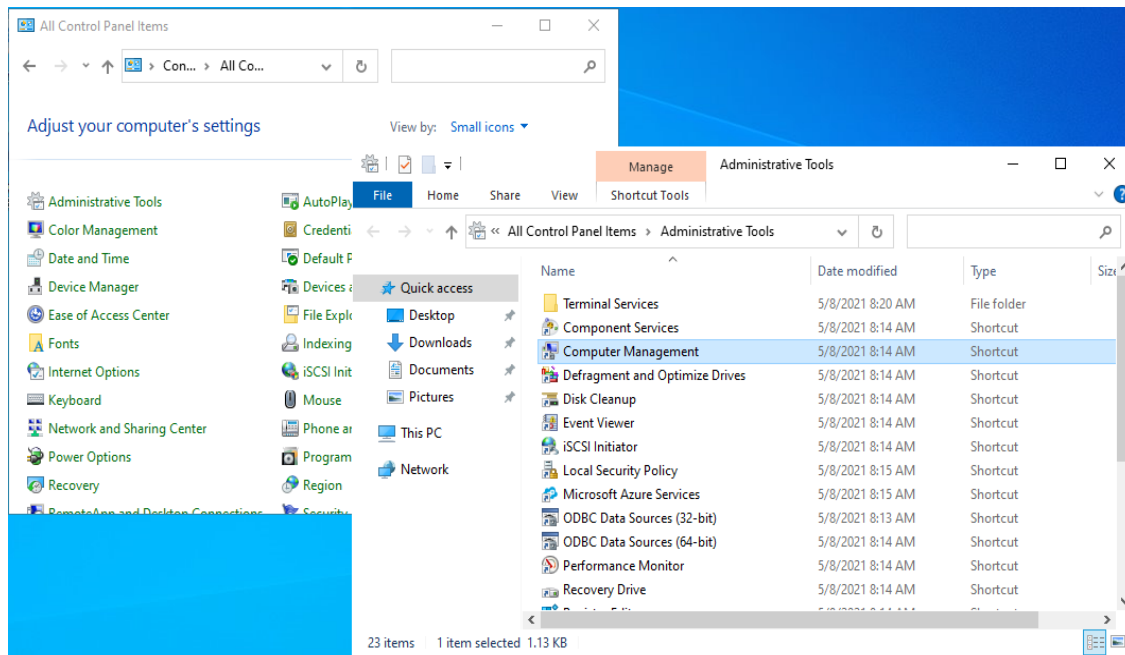 All Control Panel Items
Con... › All Co...
Adjust your computer's settings
View by: Small icons
Administrative Tools
AutoPlay
Color Management
Date and Time
Device Manager
Devices
Ease of Access Center
Fonts
Indexing
Internet Options
Keyboard
Mouse
Network and Sharing Center
Power Options
Recovery
Region
RemoteApp and Desktop Connections
Security
Manage
Administrative Tools
File Home Share View Shortcut Tools
« All Control Panel Items › Administrative Tools
Quick access
Desktop
Downloads
Documents
Pictures
This PC
Network
Name Date modified Type Size
Terminal Services 5/8/2021 8:20 AM File folder
Component Services 5/8/2021 8:14 AM Shortcut
Computer Management 5/8/2021 8:14 AM Shortcut
Defragment and Optimize Drives 5/8/2021 8:14 AM Shortcut
Disk Cleanup 5/8/2021 8:14 AM Shortcut
Event Viewer 5/8/2021 8:14 AM Shortcut
iSCSI Initiator 5/8/2021 8:14 AM Shortcut
Local Security Policy 5/8/2021 8:15 AM Shortcut
Microsoft Azure Services 5/8/2021 8:15 AM Shortcut
ODBC Data Sources (32-bit) 5/8/2021 8:13 AM Shortcut
ODBC Data Sources (64-bit) 5/8/2021 8:14 AM Shortcut
Performance Monitor 5/8/2021 8:14 AM Shortcut
Recovery Drive 5/8/2021 8:14 AM Shortcut
23 items 1 item selected 1.13 KB